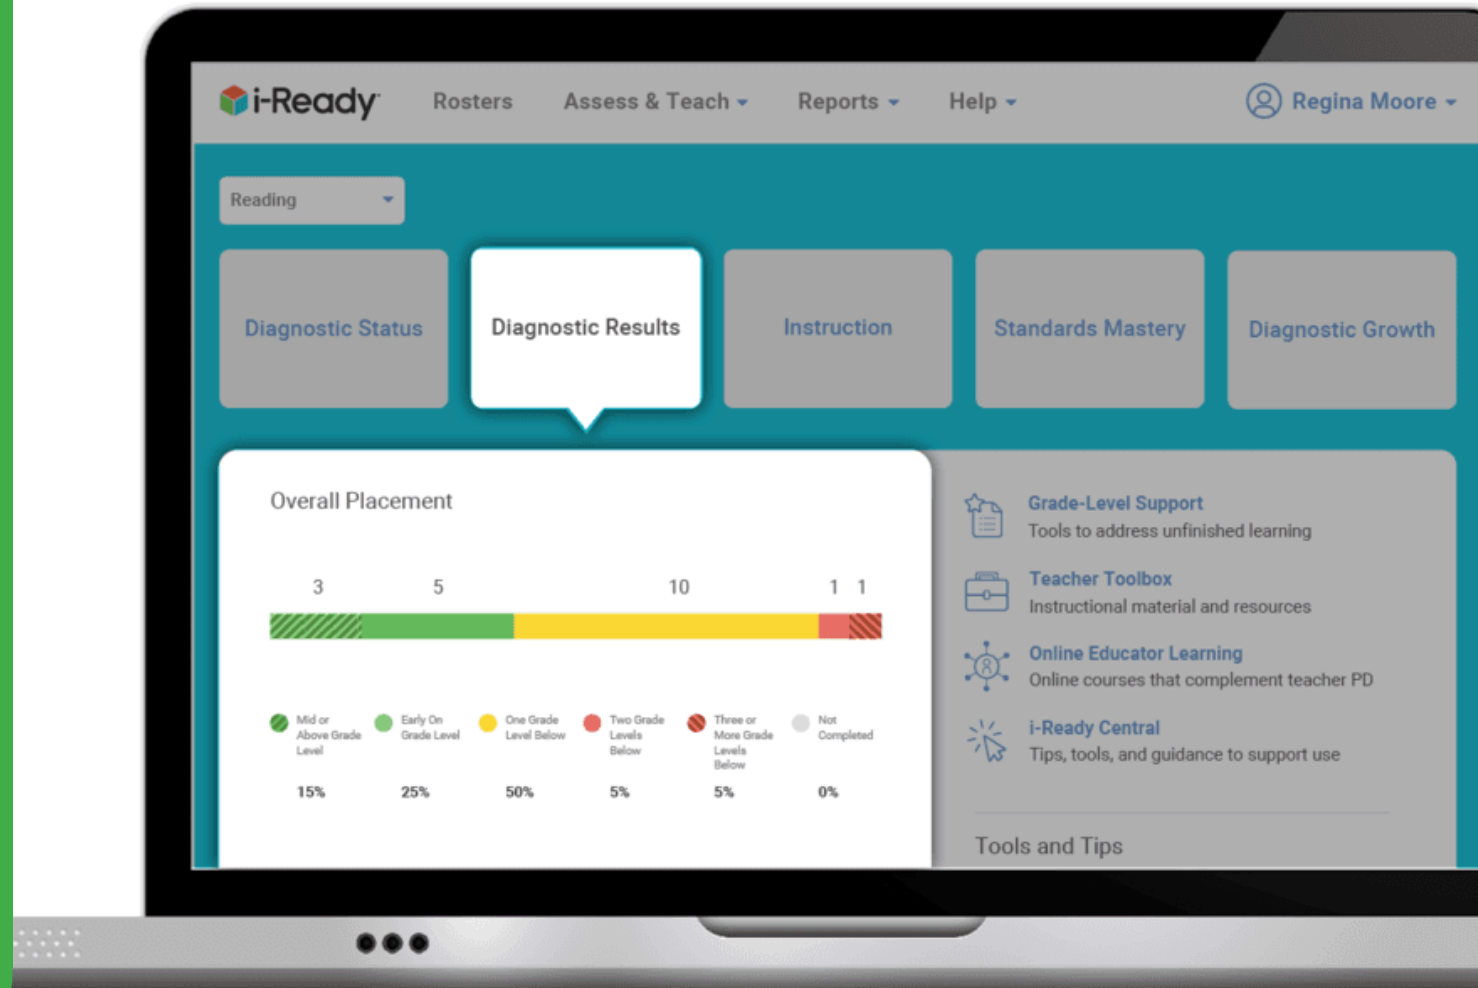 i-Ready
Rosters
Assess & Teach
Reports
Help
Regina Moore
Reading
Diagnostic Status
Diagnostic Results
Instruction
Standards Mastery
Diagnostic Growth
Overall Placement
3 5 10 1 1
Mid or
Above Grade
Level
15%
Early On
Grade Level
25%
One Grade
Level Below
50%
Two Grade
Levels
Below
5%
Three or
More Grade
Levels
Below
5%
Not
Completed
0%
Grade-Level Support
Tools to address unfinished learning
Teacher Toolbox
Instructional material and resources
Online Educator Learning
Online courses that complement teacher PD
i-Ready Central
Tips, tools, and guidance to support use
Tools and Tips